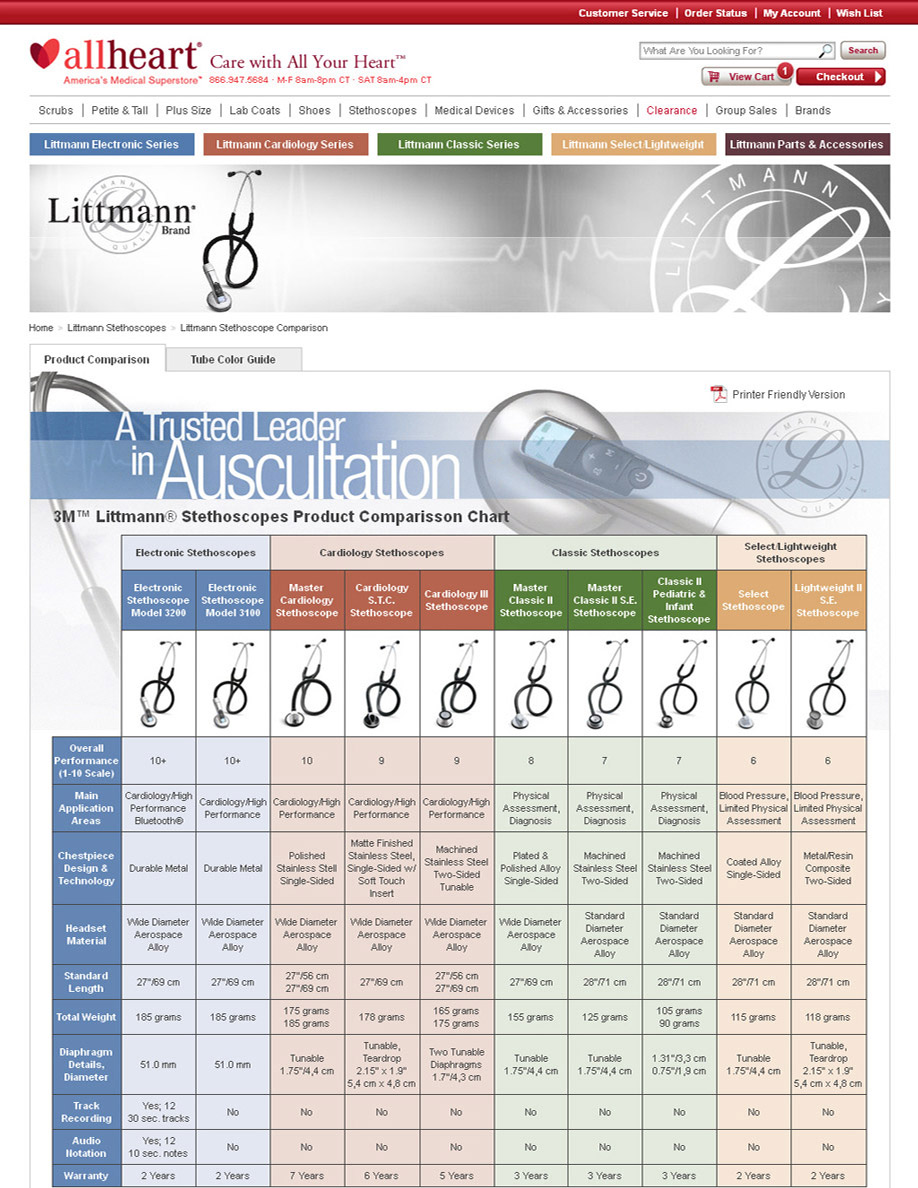 Customer Service | Order Status | My Account | Wish List
allheart® Care with All Your Heart™
America's Medical Superstore™ 866.947.5684 · M-F 8am-8pm CT · SAT 8am-4pm CT
What Are You Looking For? Search
View Cart 1 Checkout
Scrubs | Petite & Tall | Plus Size | Lab Coats | Shoes | Stethoscopes | Medical Devices | Gifts & Accessories | Clearance | Group Sales | Brands
Littmann Electronic Series Littmann Cardiology Series Littmann Classic Series Littmann Select/Lightweight Littmann Parts & Accessories
Littmann®
Brand
LITTMANN QUALITY
L
LITTMANN
L
Home > Littmann Stethoscopes > Littmann Stethoscope Comparison
Product Comparison Tube Color Guide
Printer Friendly Version
A Trusted Leader
in Auscultation
LITTMANN QUALITY
L
3M™ Littmann® Stethoscopes Product Comparisson Chart
Electronic Stethoscopes Cardiology Stethoscopes Classic Stethoscopes Select/Lightweight Stethoscopes
Electronic Stethoscope Model 3200 Electronic Stethoscope Model 3100 Master Cardiology Stethoscope Cardiology S.T.C. Stethoscope Cardiology III Stethoscope Master Classic II Stethoscope Master Classic II S.E. Stethoscope Classic II Pediatric & Infant Stethoscope Select Stethoscope Lightweight II S.E. Stethoscope
Overall Performance (1-10 Scale) 10+ 10+ 10 9 9 8 7 7 6 6
Main Application Areas Cardiology/High Performance Bluetooth® Cardiology/High Performance Cardiology/High Performance Cardiology/High Performance Cardiology/High Performance Physical Assessment, Diagnosis Physical Assessment, Diagnosis Physical Assessment, Diagnosis Blood Pressure, Limited Physical Assessment Blood Pressure, Limited Physical Assessment
Chestpiece Design & Technology Durable Metal Durable Metal Polished Stainless Stell Single-Sided Matte Finished Stainless Steel, Single-Sided w/ Soft Touch Insert Machined Stainless Steel Two-Sided Tunable Plated & Polished Alloy Single-Sided Machined Stainless Steel Two-Sided Machined Stainless Steel Two-Sided Coated Alloy Single-Sided Metal/Resin Composite Two-Sided
Headset Material Wide Diameter Aerospace Alloy Wide Diameter Aerospace Alloy Wide Diameter Aerospace Alloy Wide Diameter Aerospace Alloy Wide Diameter Aerospace Alloy Wide Diameter Aerospace Alloy Standard Diameter Aerospace Alloy Standard Diameter Aerospace Alloy Standard Diameter Aerospace Alloy Standard Diameter Aerospace Alloy
Standard Length 27"/69 cm 27"/69 cm 27"/56 cm 27"/69 cm 27"/69 cm 27"/56 cm 27"/69 cm 27"/69 cm 28"/71 cm 28"/71 cm 28"/71 cm 28"/71 cm
Total Weight 185 grams 185 grams 175 grams 185 grams 178 grams 165 grams 175 grams 155 grams 125 grams 105 grams 90 grams 115 grams 118 grams
Diaphragm Details, Diameter 51.0 mm 51.0 mm Tunable 1.75"/4,4 cm Tunable, Teardrop 2.15" x 1.9" 5,4 cm x 4,8 cm Two Tunable Diaphragms 1.7"/4,3 cm Tunable 1.75"/4,4 cm Tunable 1.75"/4,4 cm 1.31"/3,3 cm 0.75"/1,9 cm Tunable 1.75"/4,4 cm Tunable, Teardrop 2.15" x 1.9" 5,4 cm x 4,8 cm
Track Recording Yes; 12 30 sec. tracks No No No No No No No No No
Audio Notation Yes; 12 10 sec. notes No No No No No No No No No
Warranty 2 Years 2 Years 7 Years 6 Years 5 Years 3 Years 3 Years 3 Years 2 Years 2 Years